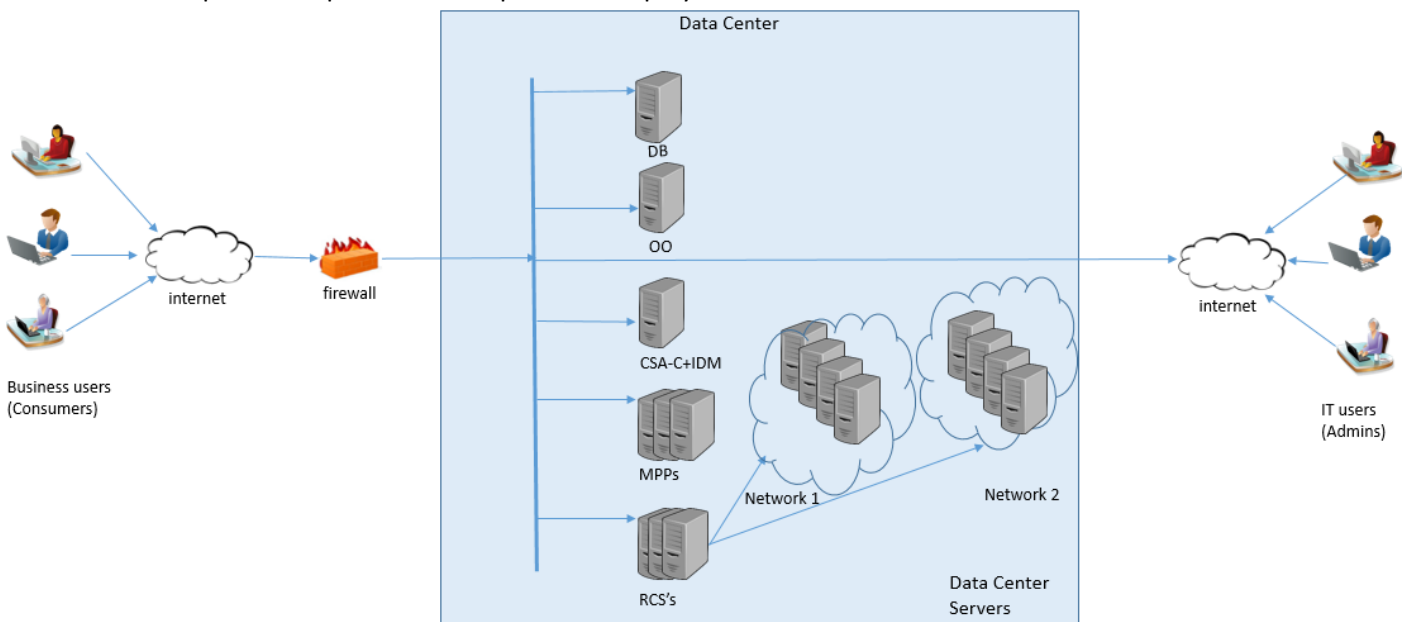 Data Center
DB
OO
internet
firewall
internet
CSA-C+IDM
Business users
(Consumers)
IT users
(Admins)
MPPs
Network 1
Network 2
Data Center
Servers
RCS's